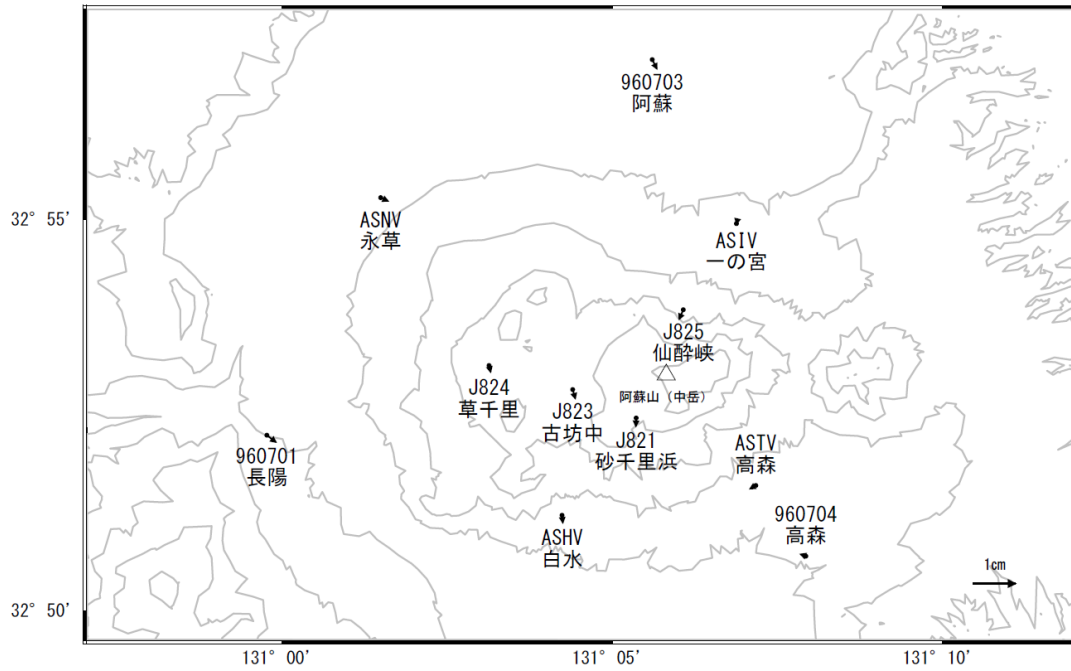 960703
阿蘇
32° 55'
ASNV
永草
ASIV
一の宮
J825
仙酔峡
阿蘇山（中岳）
J824
草千里
J823
古坊中
J821
砂千里浜
ASTV
高森
960701
長陽
960704
高森
ASHV
白水
1cm
32° 50'
131° 00'
131° 05'
131° 10'